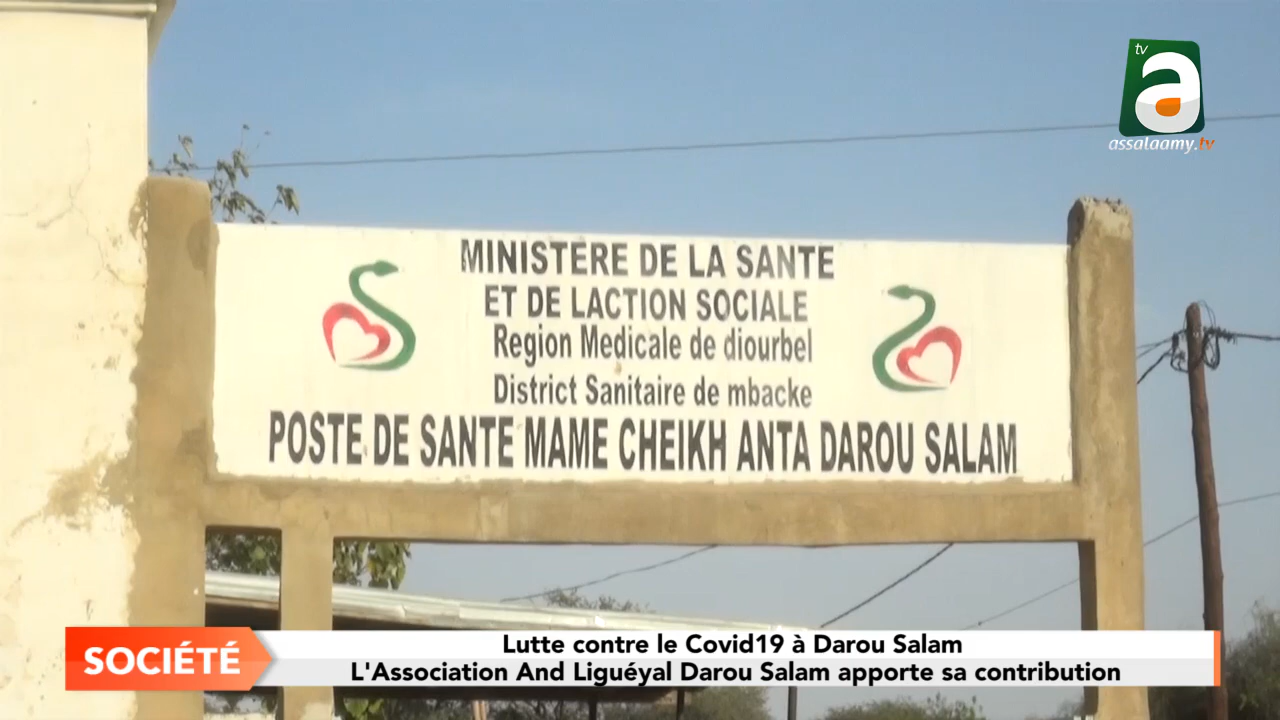 tv
a
assalaamy.tv
MINISTERE DE LA SANTE
ET DE LACTION SOCIALE
Region Medicale de diourbel
District Sanitaire de mbacke
POSTE DE SANTE MAME CHEIKH ANTA DAROU SALAM
SOCIÉTÉ
Lutte contre le Covid19 à Darou Salam
L'Association And Liguéyal Darou Salam apporte sa contribution